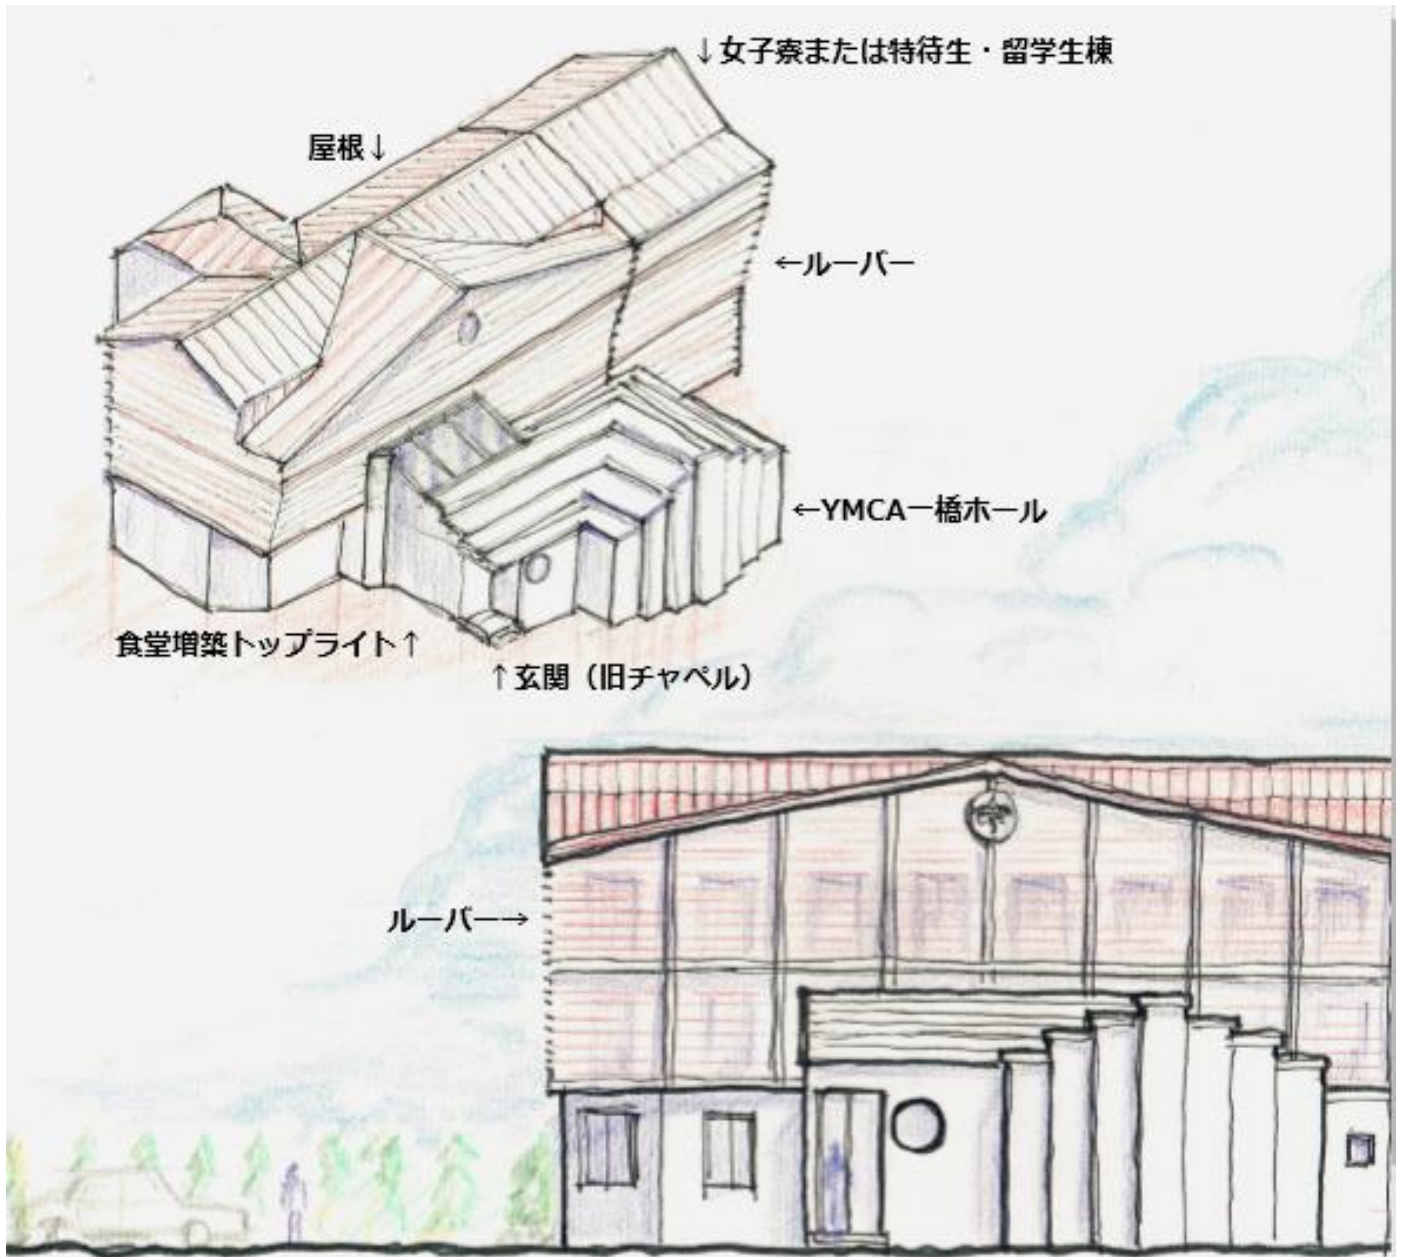 ↓女子寮または特待生・留学生棟
屋根↓
←ルーバー
←YMCA一橋ホール
食堂増築トップライト↑
↑玄関（旧チャペル）
ルーバー→